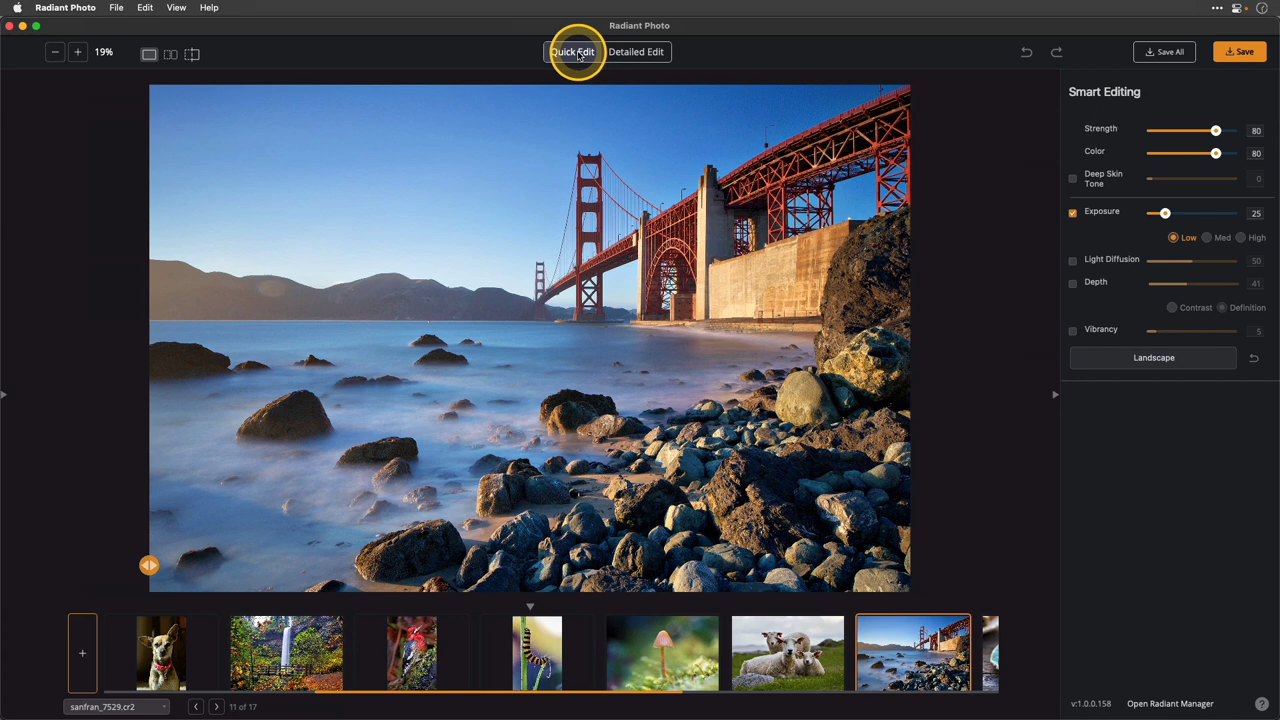 Radiant Photo File Edit View Help
Radiant Photo
19%
Quick Edit Detailed Edit
Save All
Save
Smart Editing
Strength 80
Color 80
Deep Skin Tone 0
Exposure 25
Low Med High
Light Diffusion 50
Depth 41
Contrast Definition
Vibrancy 5
Landscape
sanfran_7529.cr2
11 of 17
v:1.0.0.158 Open Radiant Manager ?